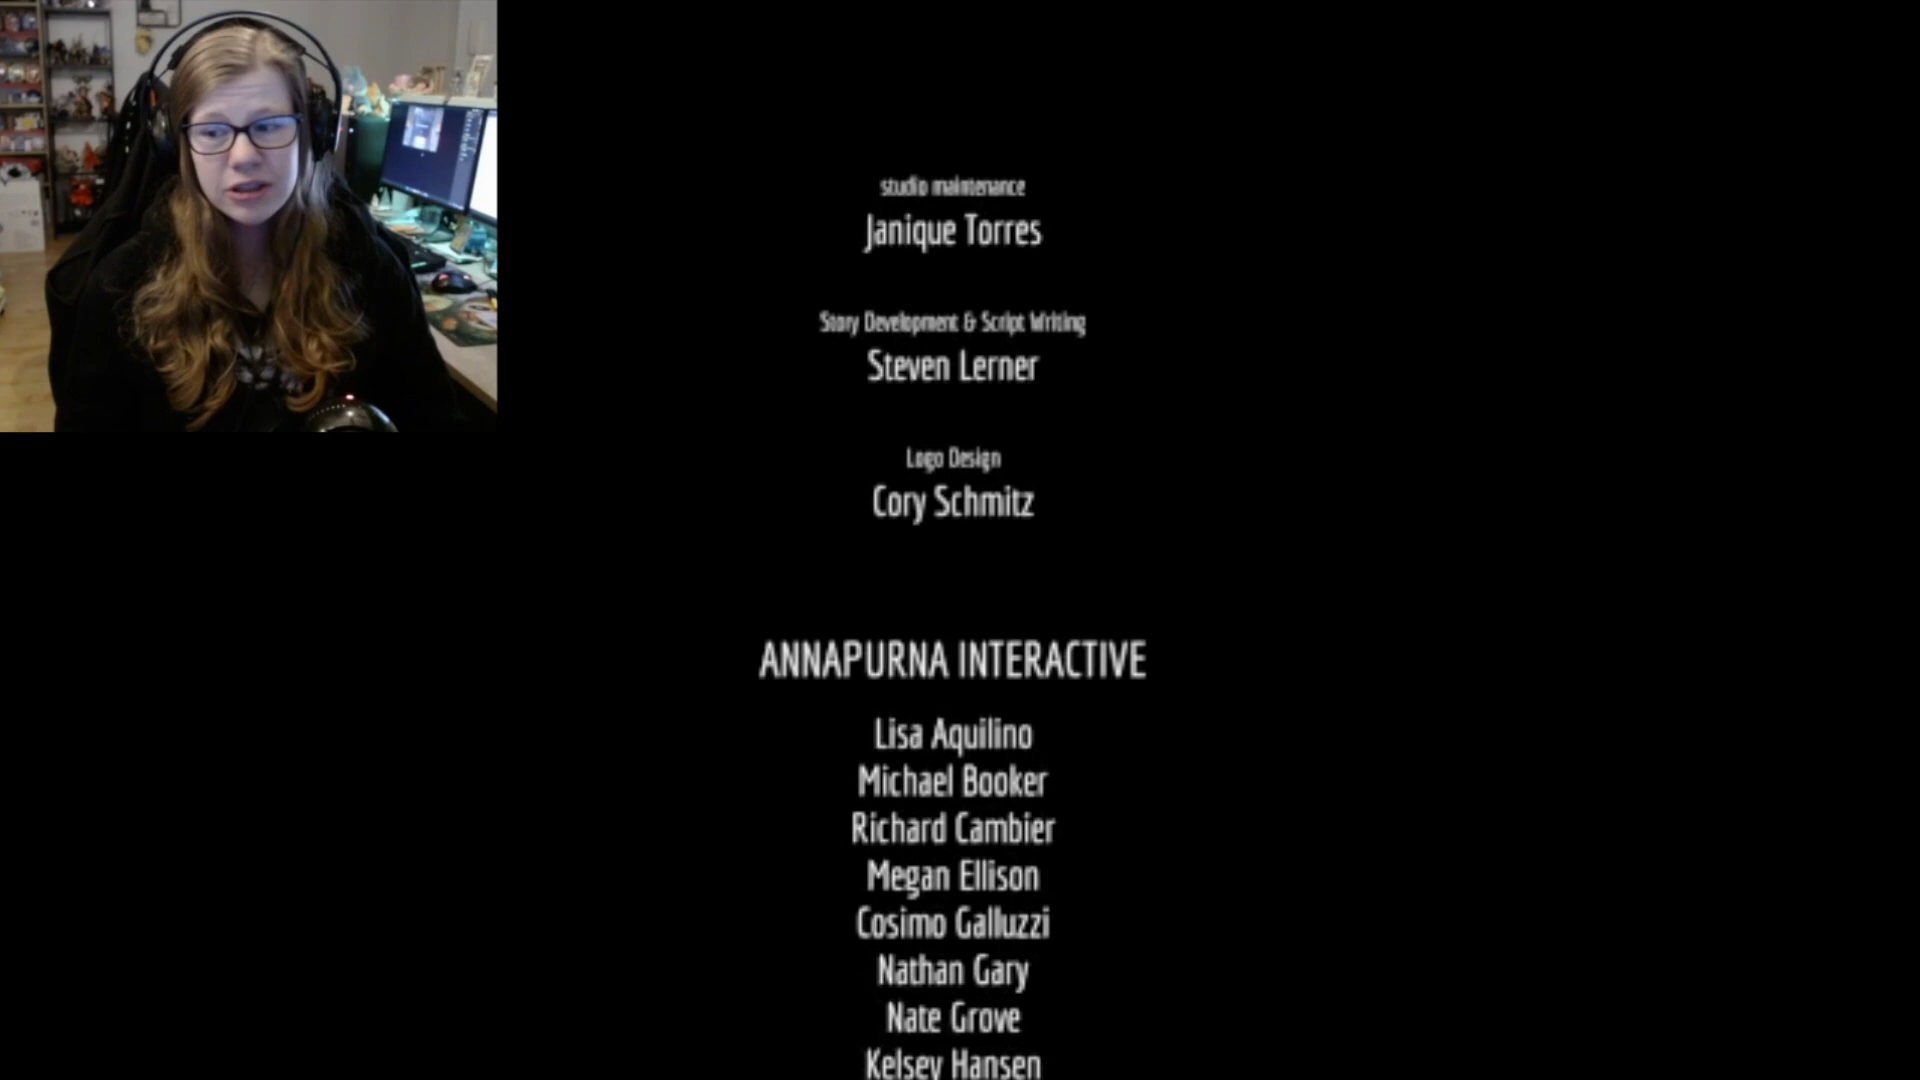 studio maintenance
Janique Torres
Story Development & Script Writing
Steven Lerner
Logo Design
Cory Schmitz
ANNAPURNA INTERACTIVE
Lisa Aquilino
Michael Booker
Richard Cambier
Megan Ellison
Cosimo Galluzzi
Nathan Gary
Nate Grove
Kelsey Hansen